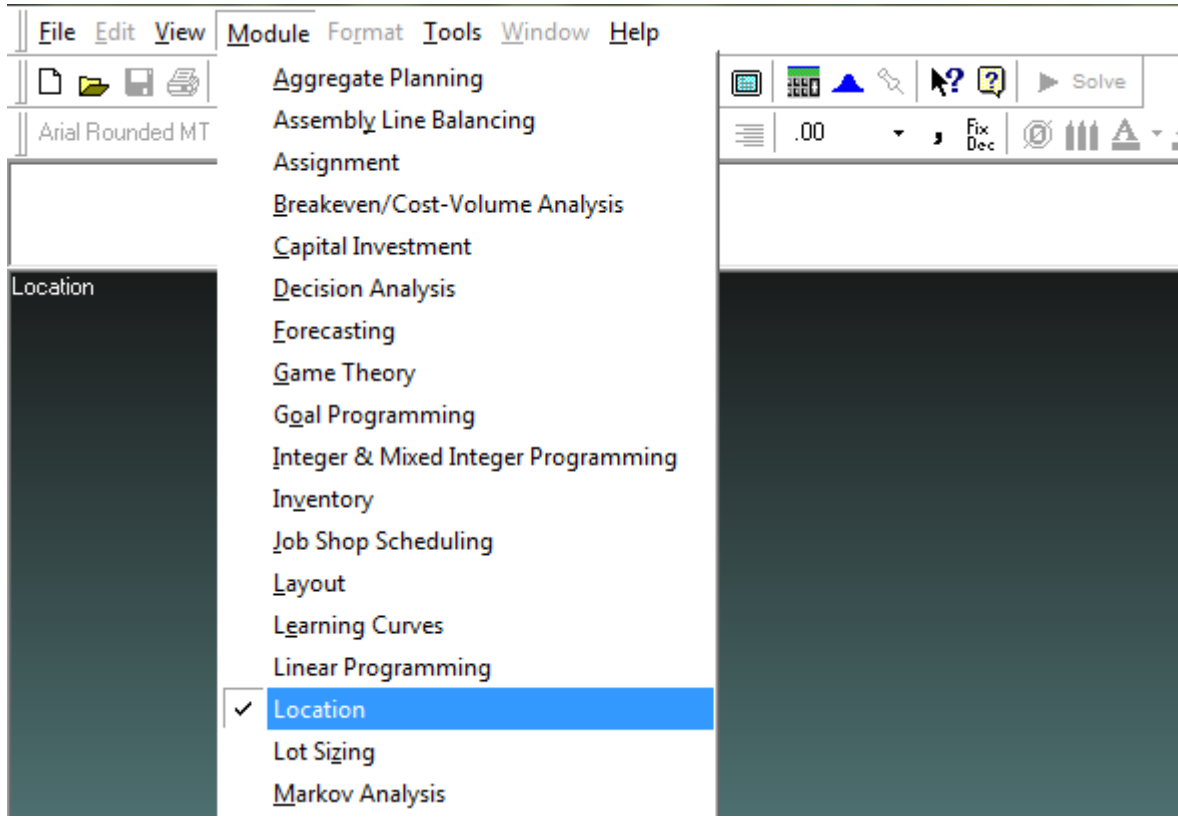 File Edit View Module Format Tools Window Help
Solve
Arial Rounded MT .00 , Fix Dec A
Location
Aggregate Planning
Assembly Line Balancing
Assignment
Breakeven/Cost-Volume Analysis
Capital Investment
Decision Analysis
Forecasting
Game Theory
Goal Programming
Integer & Mixed Integer Programming
Inventory
Job Shop Scheduling
Layout
Learning Curves
Linear Programming
Location
Lot Sizing
Markov Analysis